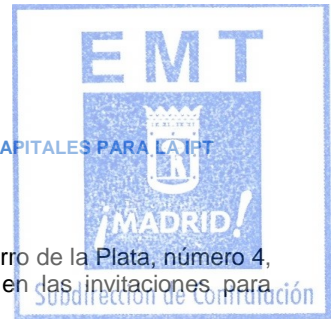 EMT
APITALES PARA LA IPT
¡MADRID!
rro de la Plata, número 4,
en las invitaciones para
Subdirección de Contratación